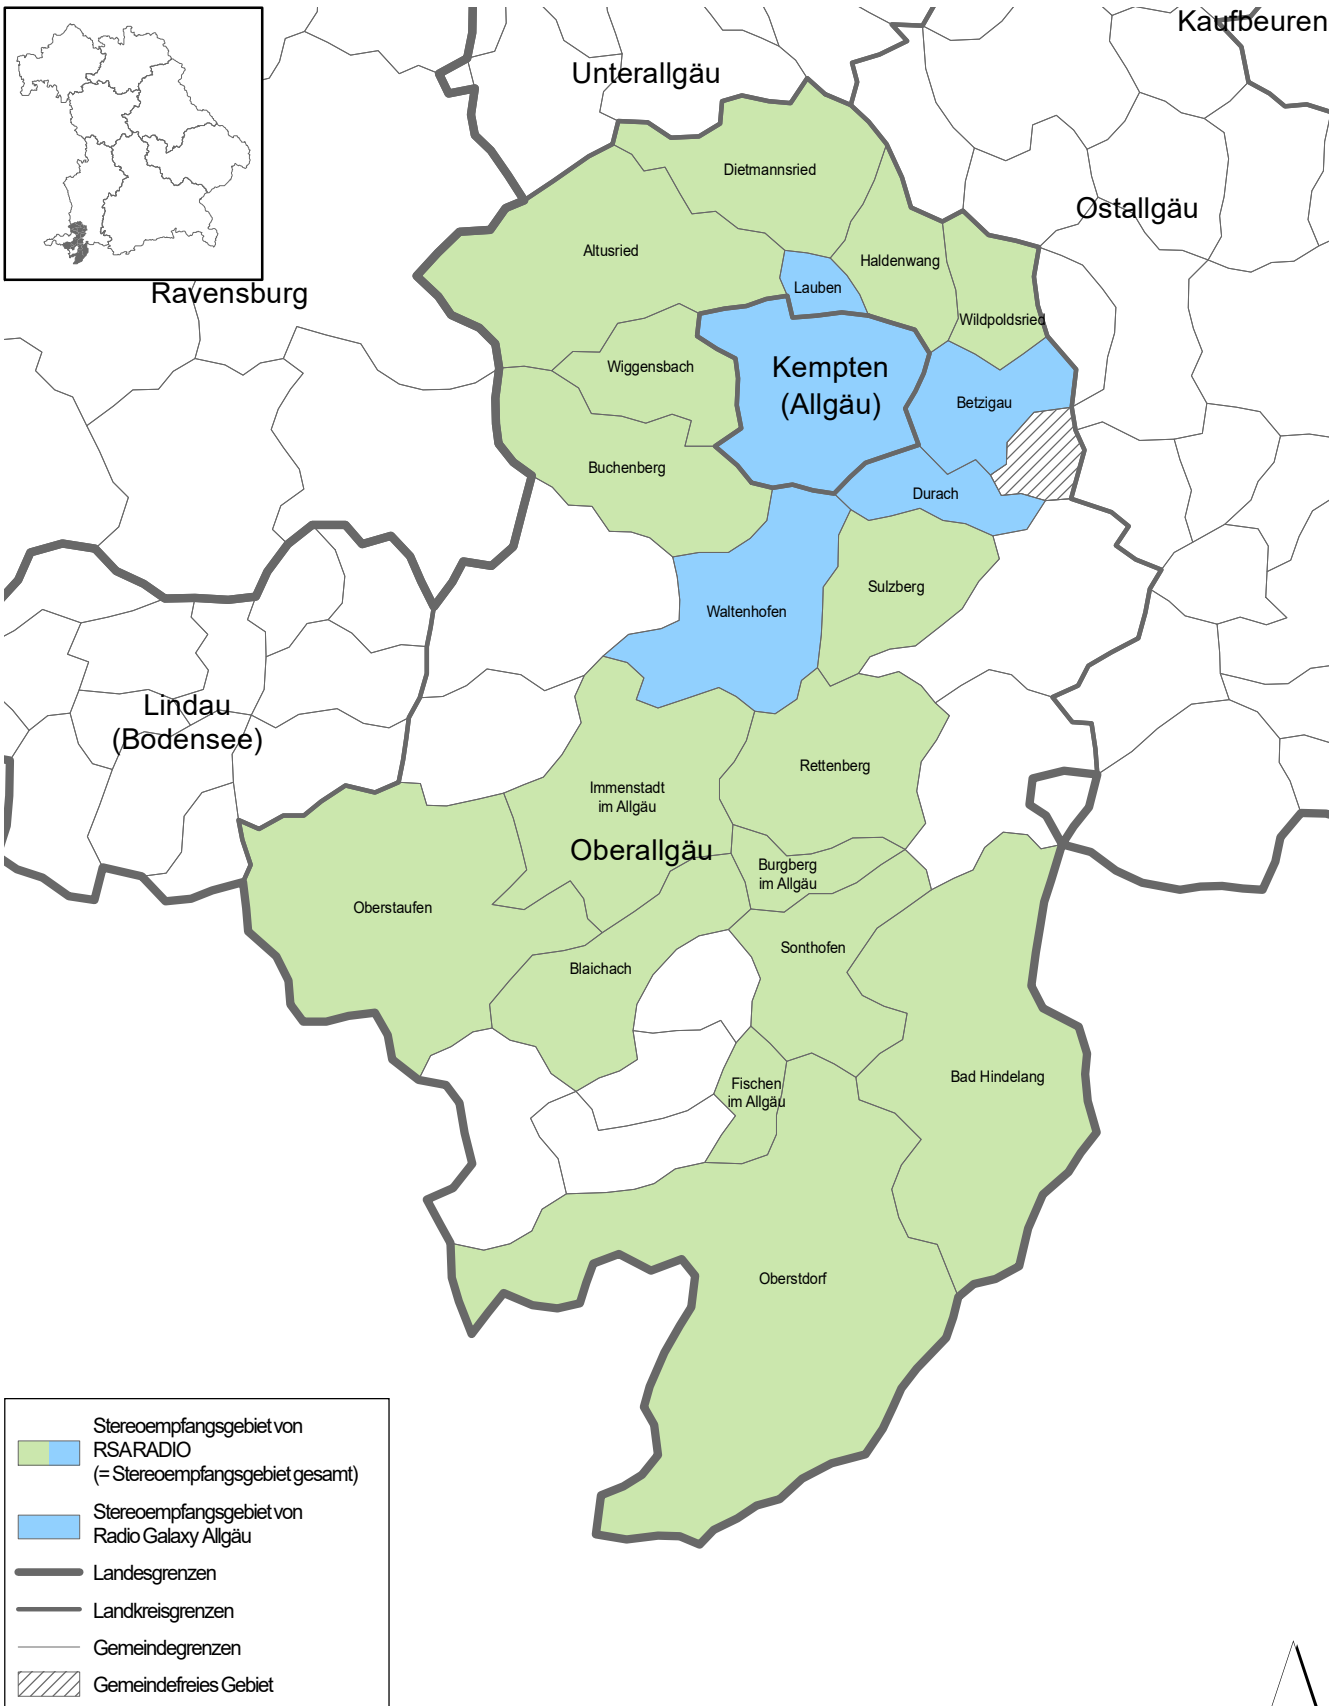 Kaufbeuren
Unterallgäu
Dietmannsried
Ostallgäu
Altusried
Haldenwang
Lauben
Ravensburg
Wildpoldsried
Wiggensbach
Kempten
(Allgäu)
Betzigau
Buchenberg
Durach
Sulzberg
Waltenhofen
Lindau
(Bodensee)
Rettenberg
Immenstadt
im Allgäu
Oberallgäu
Burgberg
im Allgäu
Oberstaufen
Sonthofen
Blaichach
Bad Hindelang
Fischen
im Allgäu
Oberstdorf
Stereoempfangsgebiet von
RSA RADIO
(= Stereoempfangsgebiet gesamt)
Stereoempfangsgebiet von
Radio Galaxy Allgäu
Landesgrenzen
Landkreisgrenzen
Gemeindegrenzen
Gemeindefreies Gebiet